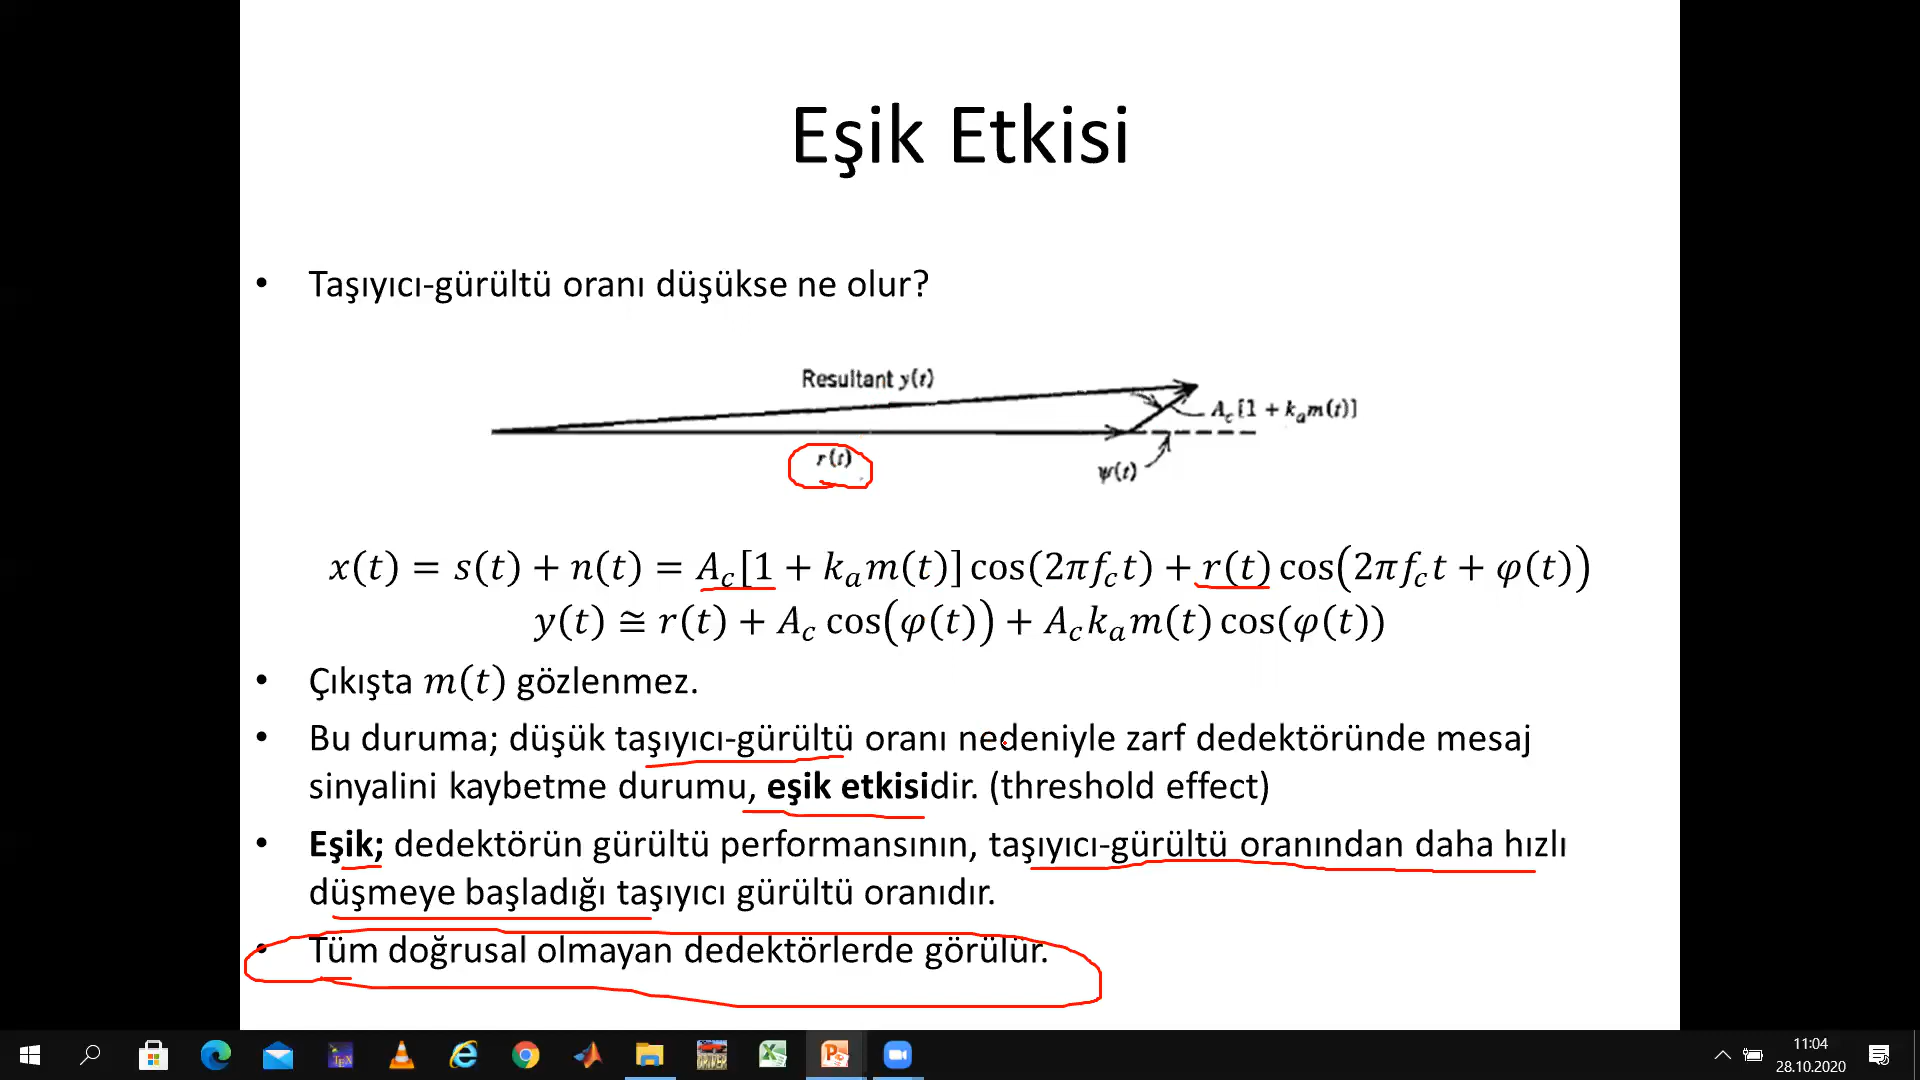 Eşik Etkisi
• Taşıyıcı-gürültü oranı düşükse ne olur?
Resultant y(t)
A_c[1 + k_a m(t)]
r(t)
ψ(t)
x(t) = s(t) + n(t) = A_c[1 + k_a m(t)] cos(2πf_c t) + r(t) cos(2πf_c t + φ(t))
y(t) ≅ r(t) + A_c cos(φ(t)) + A_c k_a m(t) cos(φ(t))
• Çıkışta m(t) gözlenmez.
• Bu duruma; düşük taşıyıcı-gürültü oranı nedeniyle zarf dedektöründe mesaj
sinyalini kaybetme durumu, eşik etkisidir. (threshold effect)
• Eşik; dedektörün gürültü performansının, taşıyıcı-gürültü oranından daha hızlı
düşmeye başladığı taşıyıcı gürültü oranıdır.
• Tüm doğrusal olmayan dedektörlerde görülür.
11:04
28.10.2020